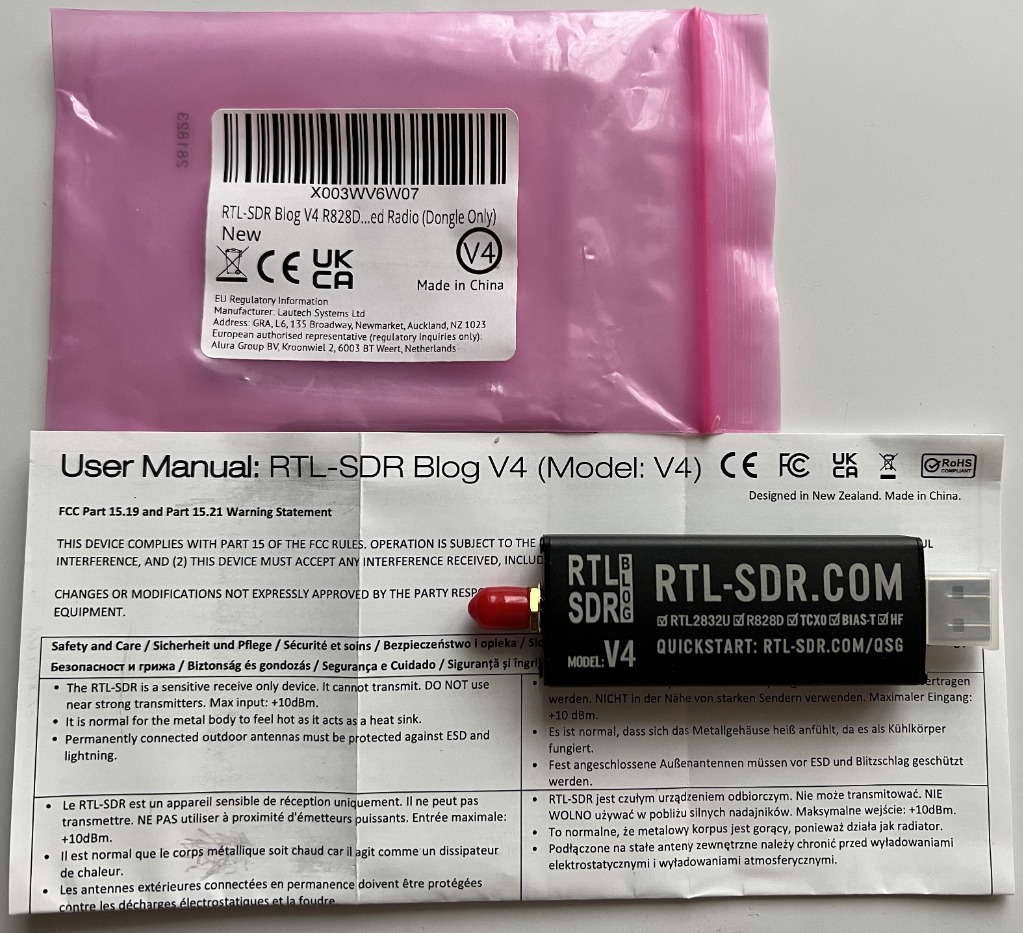 281823
X003WV6W07
RTL-SDR Blog V4 R828D...ed Radio (Dongle Only)
New
V4
CE UK CA
Made in China
EU Regulatory Information
Manufacturer. Lautech Systems Ltd
Address: GRA, L6, 135 Broadway, Newmarket, Auckland, NZ 1023
European authorised representative (regulatory inquiries only):
Alura Group BV, Kroonwiel 2, 6003 BT Weert, Netherlands
User Manual: RTL-SDR Blog V4 (Model: V4) CE FC UK CA RoHS COMPLIANT
Designed in New Zealand. Made in China.
FCC Part 15.19 and Part 15.21 Warning Statement
THIS DEVICE COMPLIES WITH PART 15 OF THE FCC RULES. OPERATION IS SUBJECT TO THE
INTERFERENCE, AND (2) THIS DEVICE MUST ACCEPT ANY INTERFERENCE RECEIVED,
CHANGES OR MODIFICATIONS NOT EXPRESSLY APPROVED BY THE PARTY
EQUIPMENT.
RTL SDR BLOG
MODEL: V4
RTL-SDR.COM
RTL2832U R828D TCXO BIAS-T HF
QUICKSTART: RTL-SDR.COM/QSG
Safety and Care / Sicherheit und Pflege / Sécurité et soins / Bezpieczeństwo i opieka /
Безопасност и грижа / Biztonság és gondozás / Segurança e Cuidado / Siguranță și
• The RTL-SDR is a sensitive receive only device. It cannot transmit. DO NOT use
near strong transmitters. Max input: +10dBm.
• It is normal for the metal body to feel hot as it acts as a heat sink.
• Permanently connected outdoor antennas must be protected against ESD and
lightning.
werden. NICHT in der Nähe von starken Sendern verwenden. Maximaler Eingang:
+10 dBm.
• Es ist normal, dass sich das Metallgehäuse heiß anfühlt, da es als Kühlkörper
fungiert.
• Fest angeschlossene Außenantennen müssen vor ESD und Blitzschlag geschützt
werden.
• Le RTL-SDR est un appareil sensible de réception uniquement. Il ne peut pas
transmettre. NE PAS utiliser à proximité d'émetteurs puissants. Entrée maximale:
+10dBm.
• Il est normal que le corps métallique soit chaud car il agit comme un dissipateur
de chaleur.
• Les antennes extérieures connectées en permanence doivent être protégées
contre les décharges électrostatiques et la foudre.
• RTL-SDR jest czułym urządzeniem odbiorczym. Nie może transmitować. NIE
WOLNO używać w pobliżu silnych nadajników. Maksymalne wejście: +10dBm.
• To normalne, że metalowy korpus jest gorący, ponieważ działa jak radiator.
• Podłączone na stałe anteny zewnętrzne należy chronić przed wyładowaniami
elektrostatycznymi i wyładowaniami atmosferycznymi.